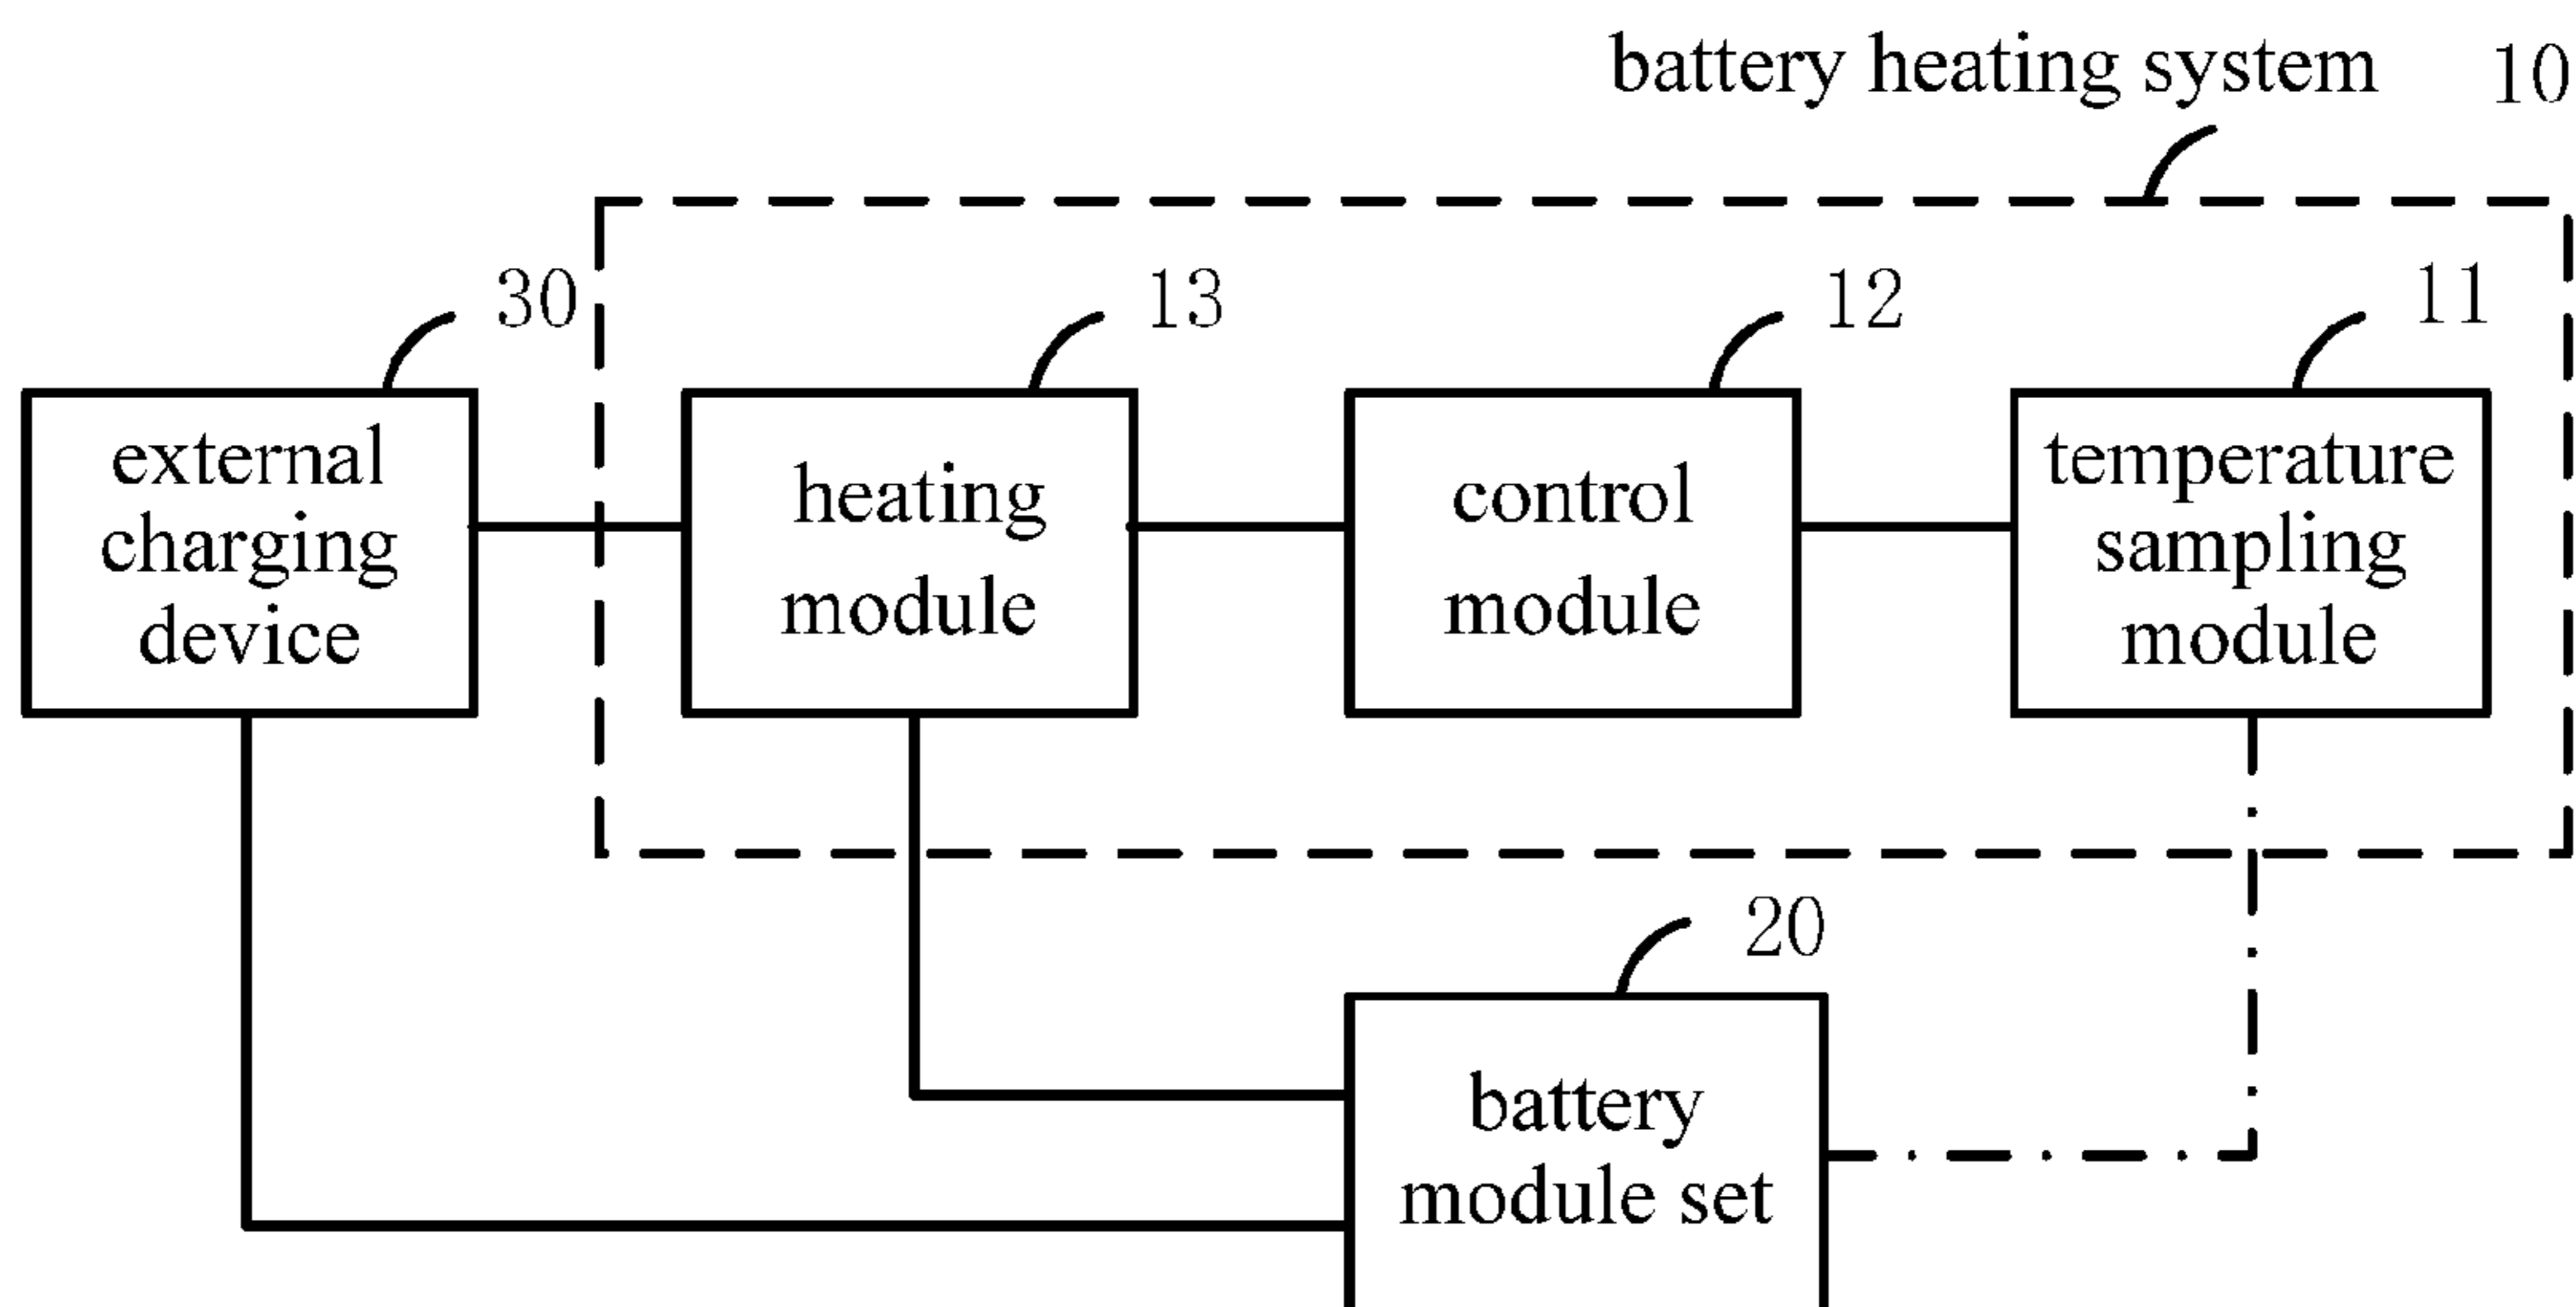 battery heating system 10
30
13
12
11
external
charging
device
heating
module
control
module
temperature
sampling
module
20
battery
module set